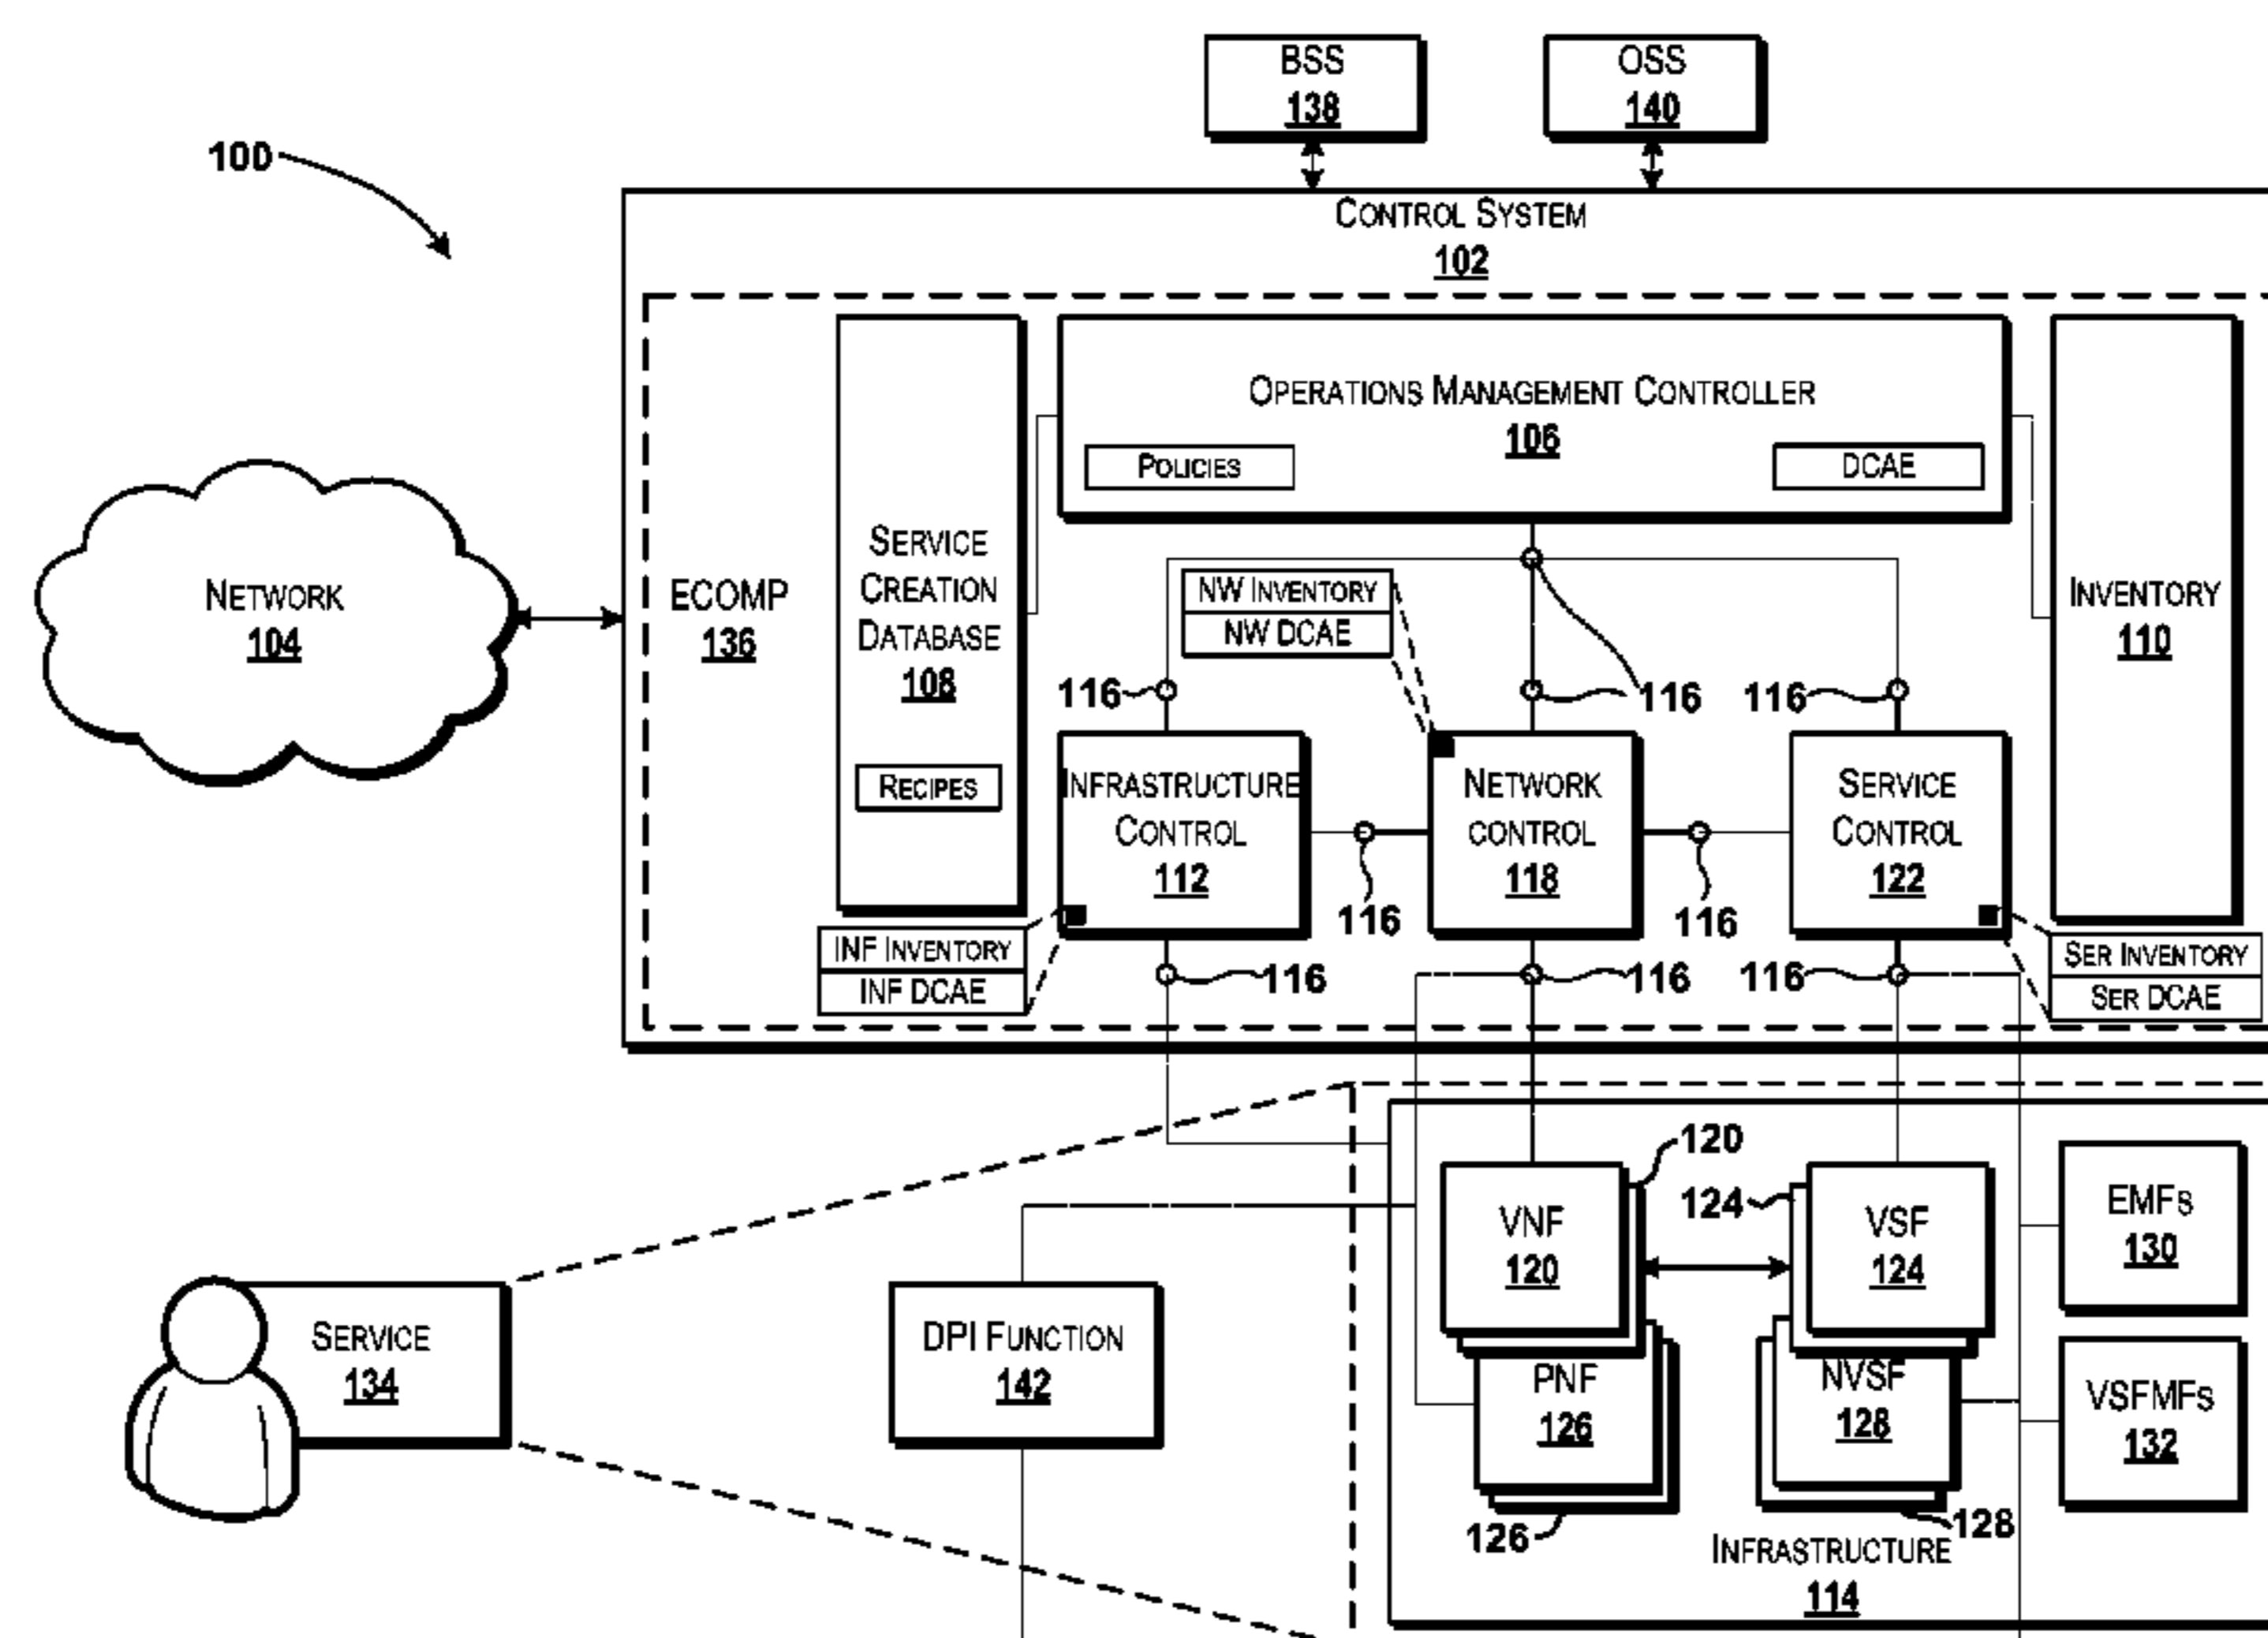 BSS
138
OSS
140
100
CONTROL SYSTEM
102
OPERATIONS MANAGEMENT CONTROLLER
106
POLICIES
DCAE
SERVICE
CREATION
DATABASE
108
RECIPES
ECOMP
136
NETWORK
104
NW INVENTORY
NW DCAE
INVENTORY
110
116
116
116
INFRASTRUCTURE
CONTROL
112
NETWORK
CONTROL
118
SERVICE
CONTROL
122
116
116
INF INVENTORY
INF DCAE
116
116
116
SER INVENTORY
SER DCAE
120
124
VNF
120
VSF
124
EMFS
130
SERVICE
134
DPI FUNCTION
142
PNF
126
NVSF
128
VSFMFS
132
126
128
INFRASTRUCTURE
114